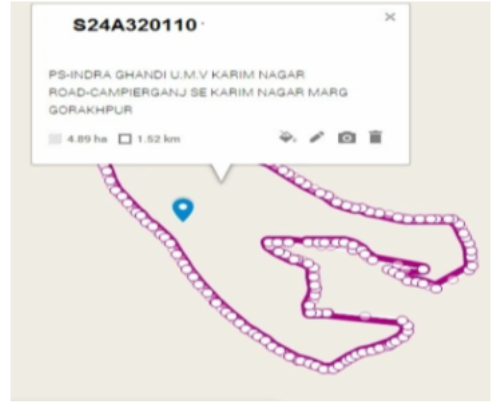 S24A320110
PS-INDRA GHANDI U.M.V KARIM NAGAR
ROAD-CAMPIERGANJ SE KARIM NAGAR MARG
GORAKHPUR
4.89 ha 1.52 km